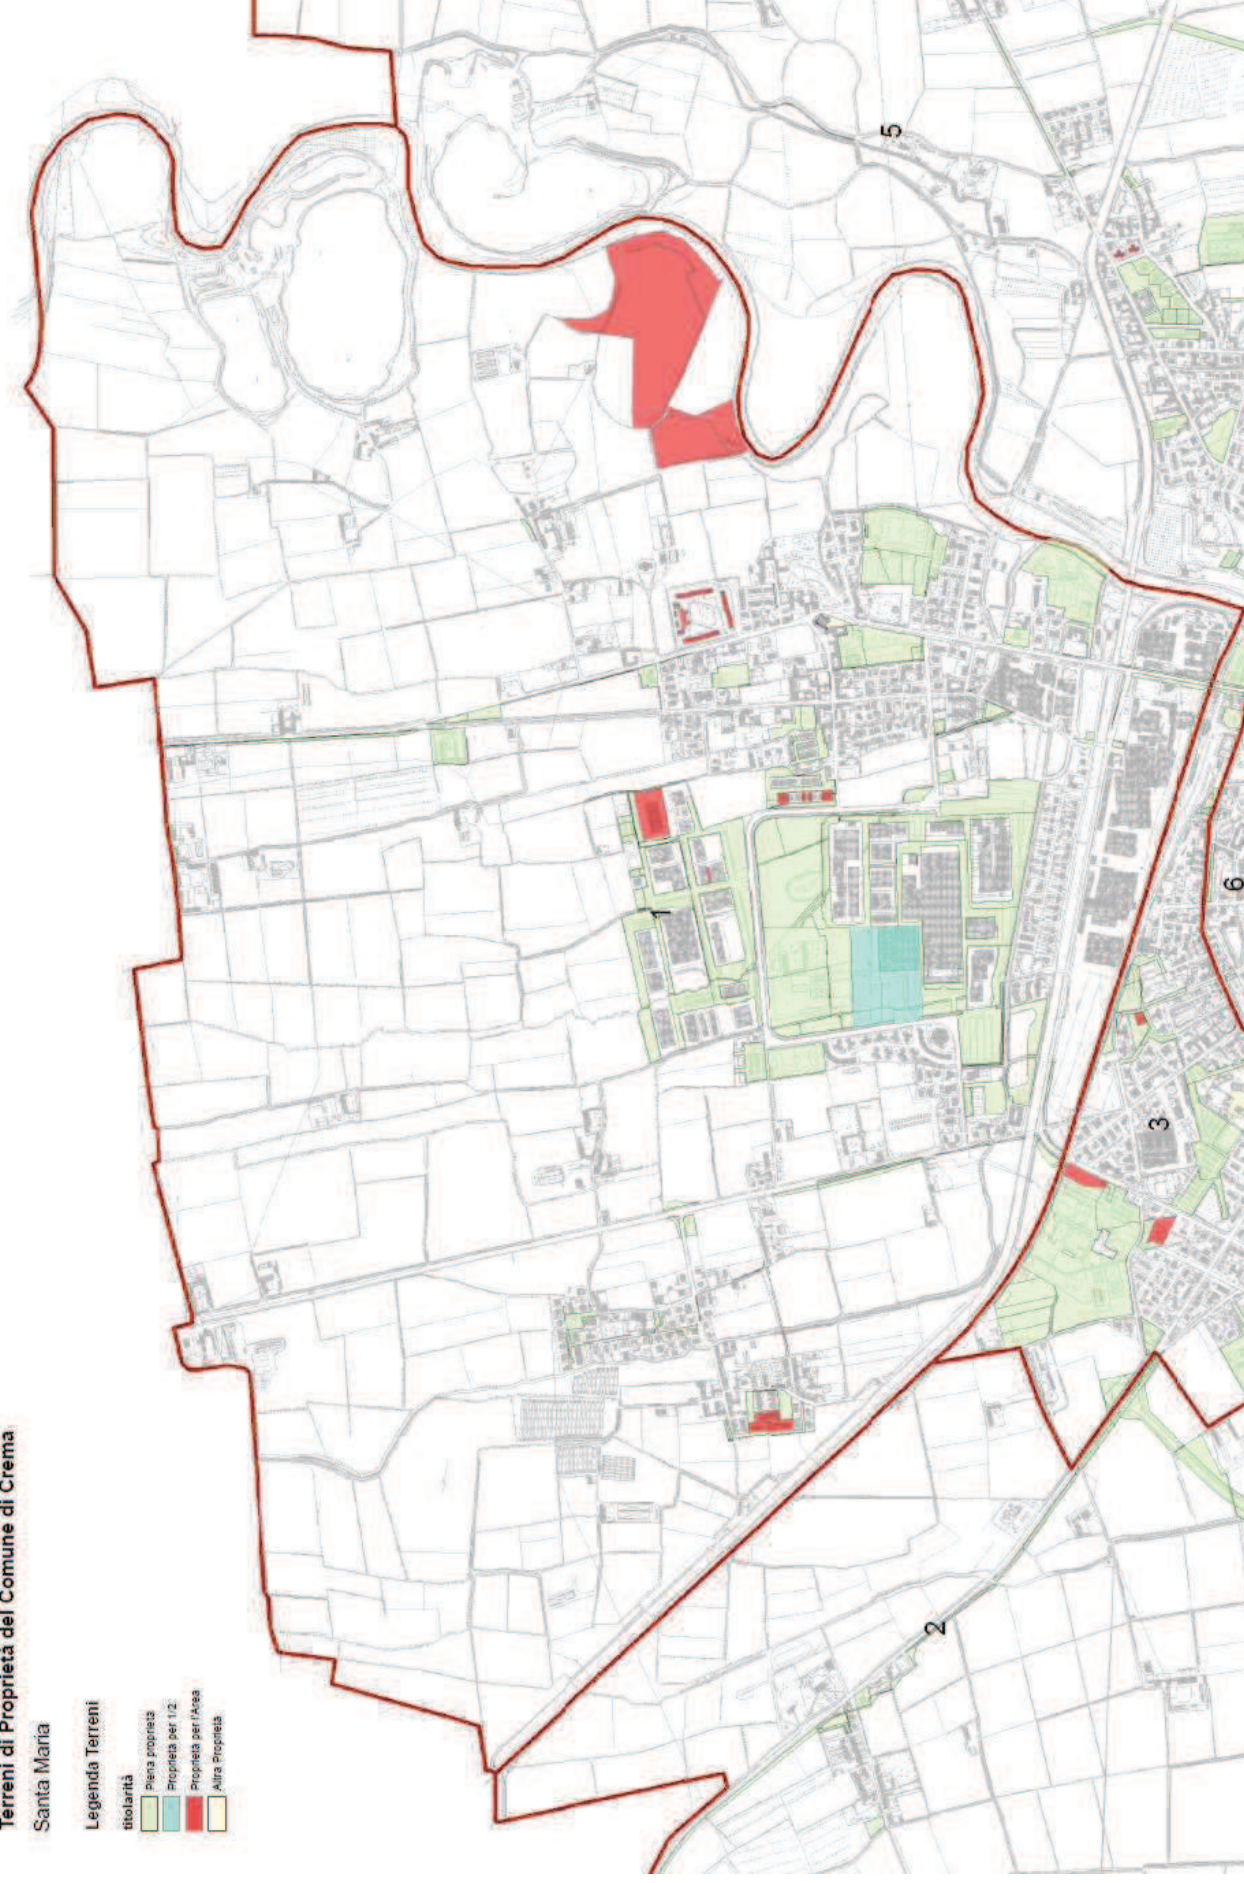 Terreni di Proprietà del Comune di Crema
Santa Maria
Legenda Terreni
titolarità
Piena proprietà
Proprietà per 1/2
Proprietà per l'Area
Altra Proprietà
1
2
3
5
6